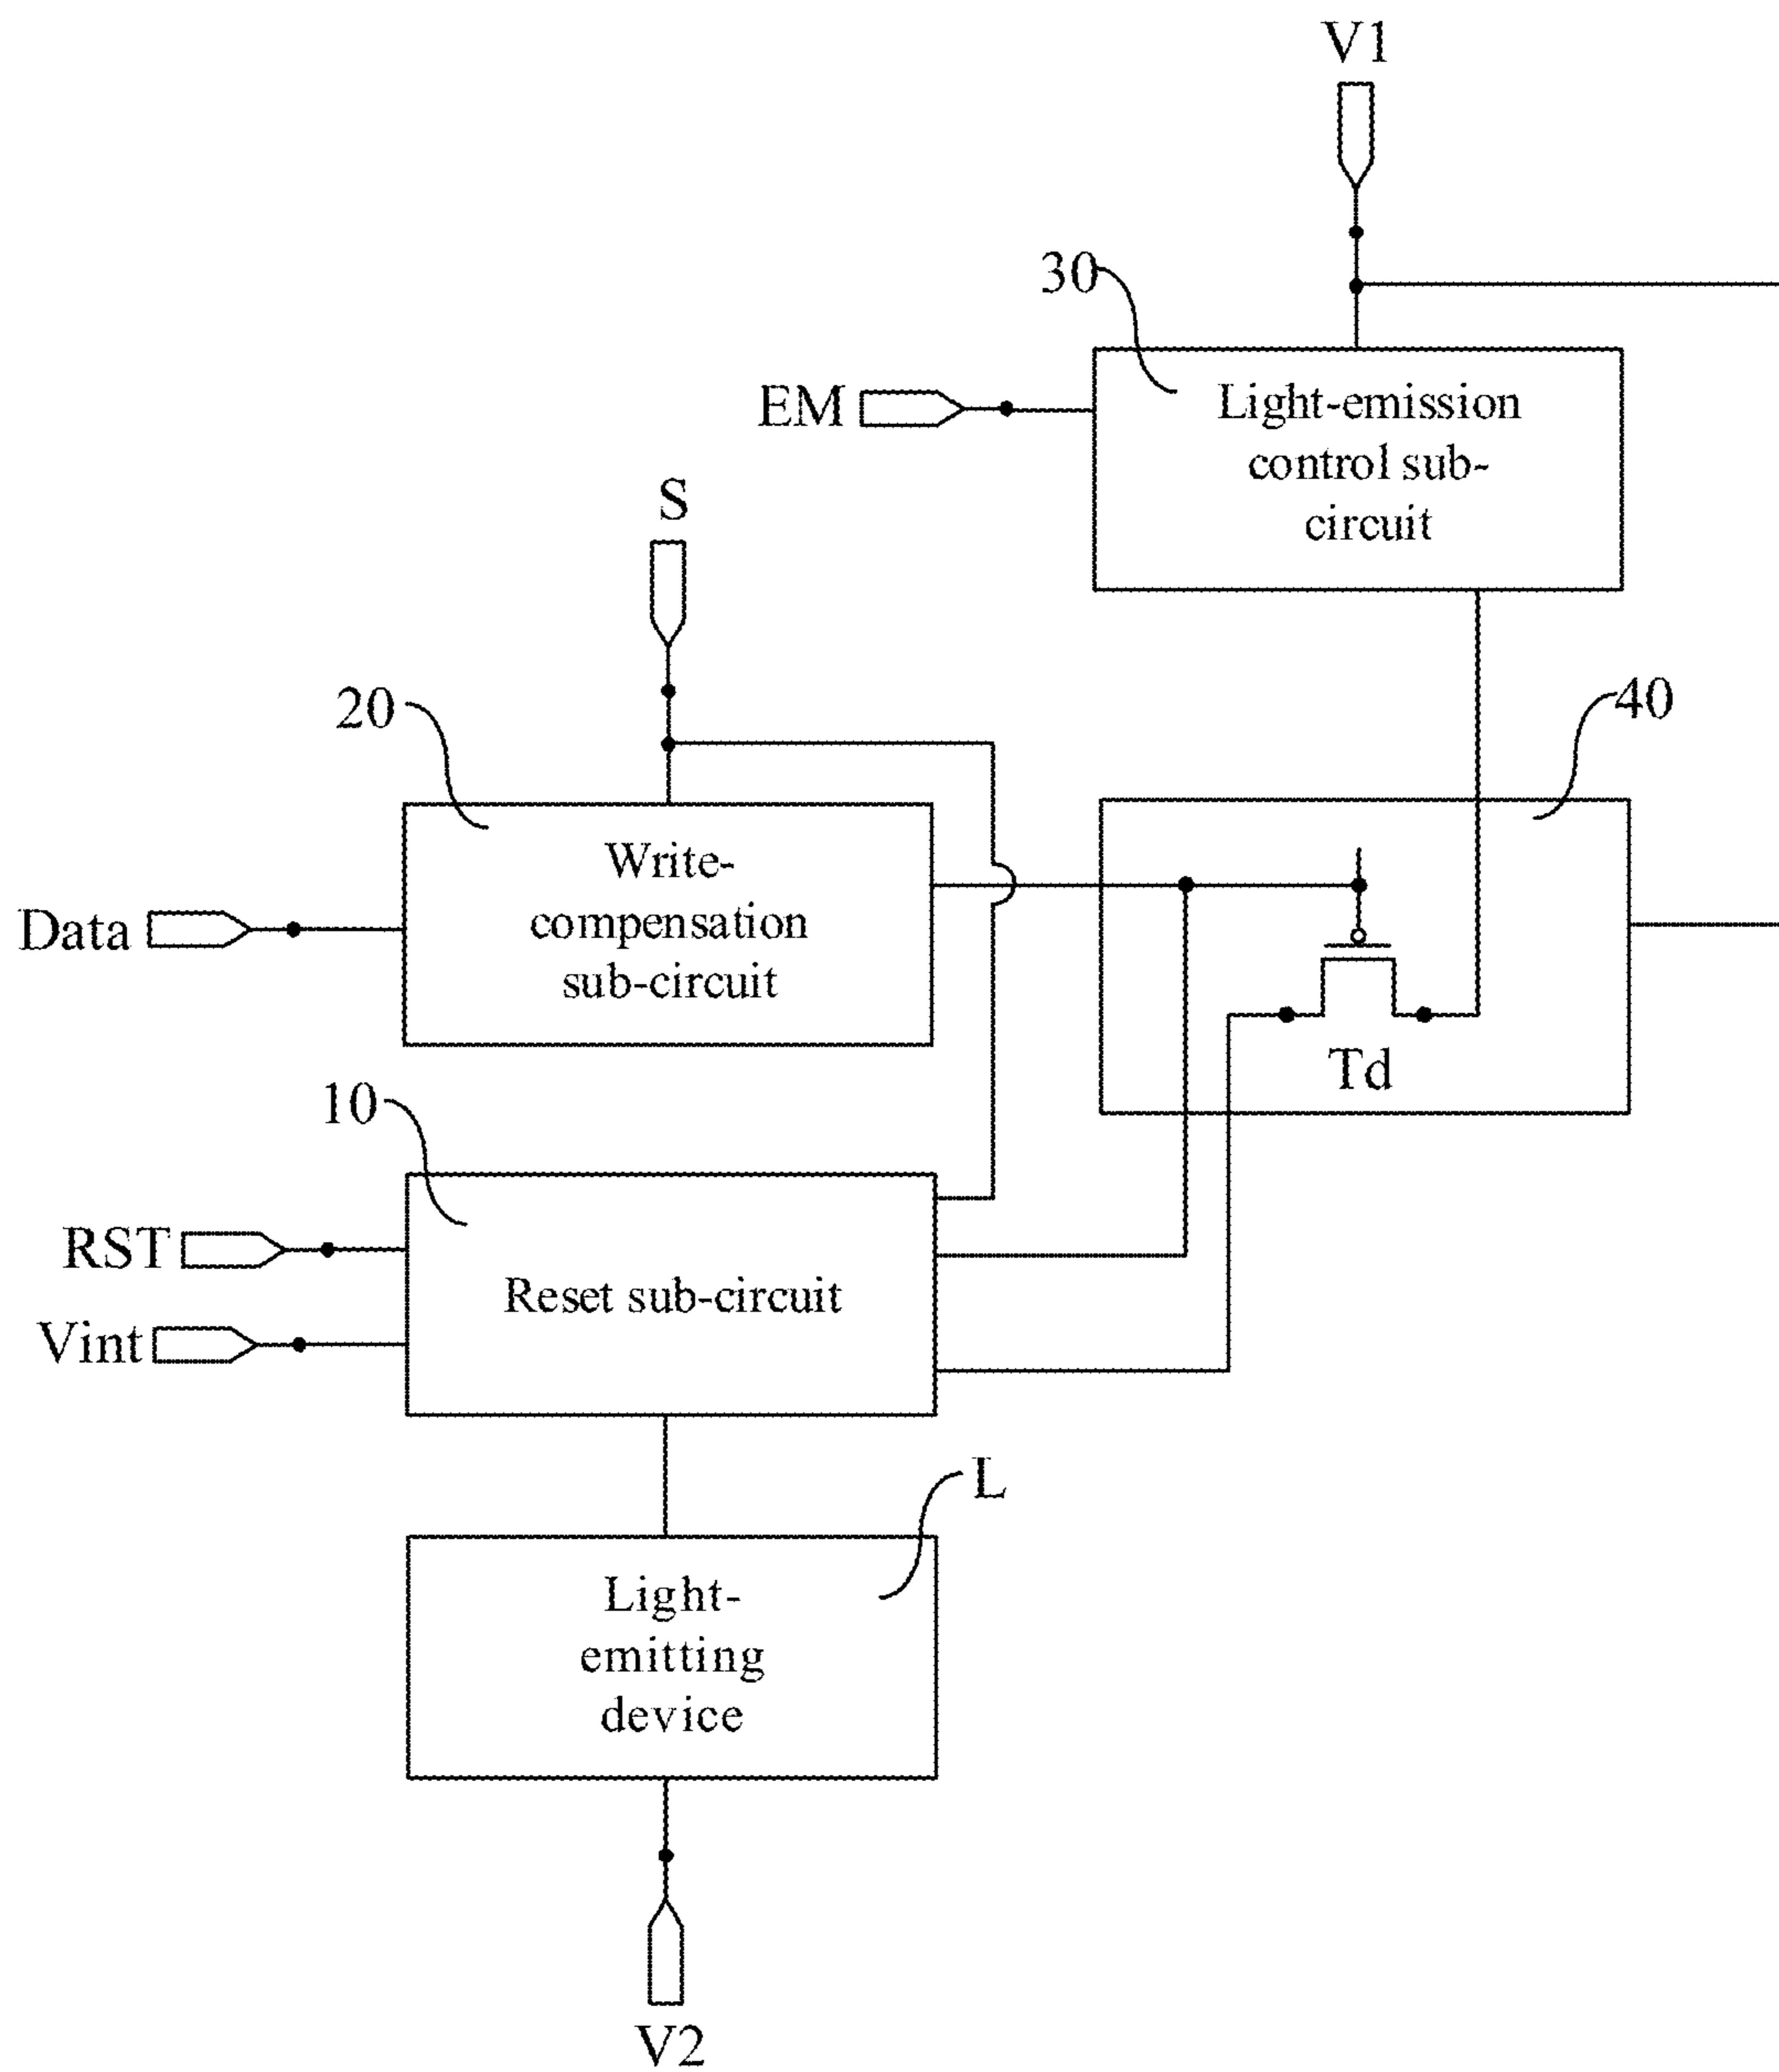 V1
30
EM
Light-emission
control sub-
circuit
S
20
40
Write-
compensation
sub-circuit
Data
Td
10
RST
Reset sub-circuit
Vint
L
Light-
emitting
device
V2